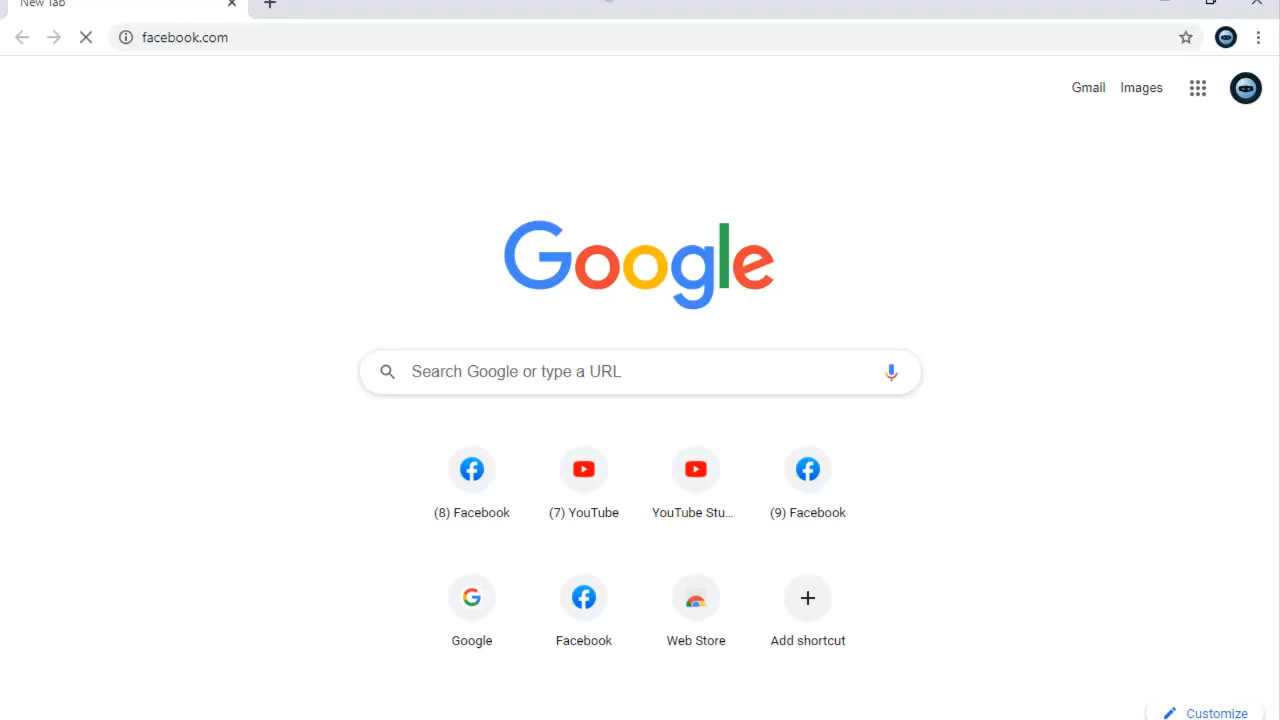 New Tab
facebook.com
Gmail Images
Google
Search Google or type a URL
(8) Facebook (7) YouTube YouTube Stu... (9) Facebook
Google Facebook Web Store Add shortcut
Customize